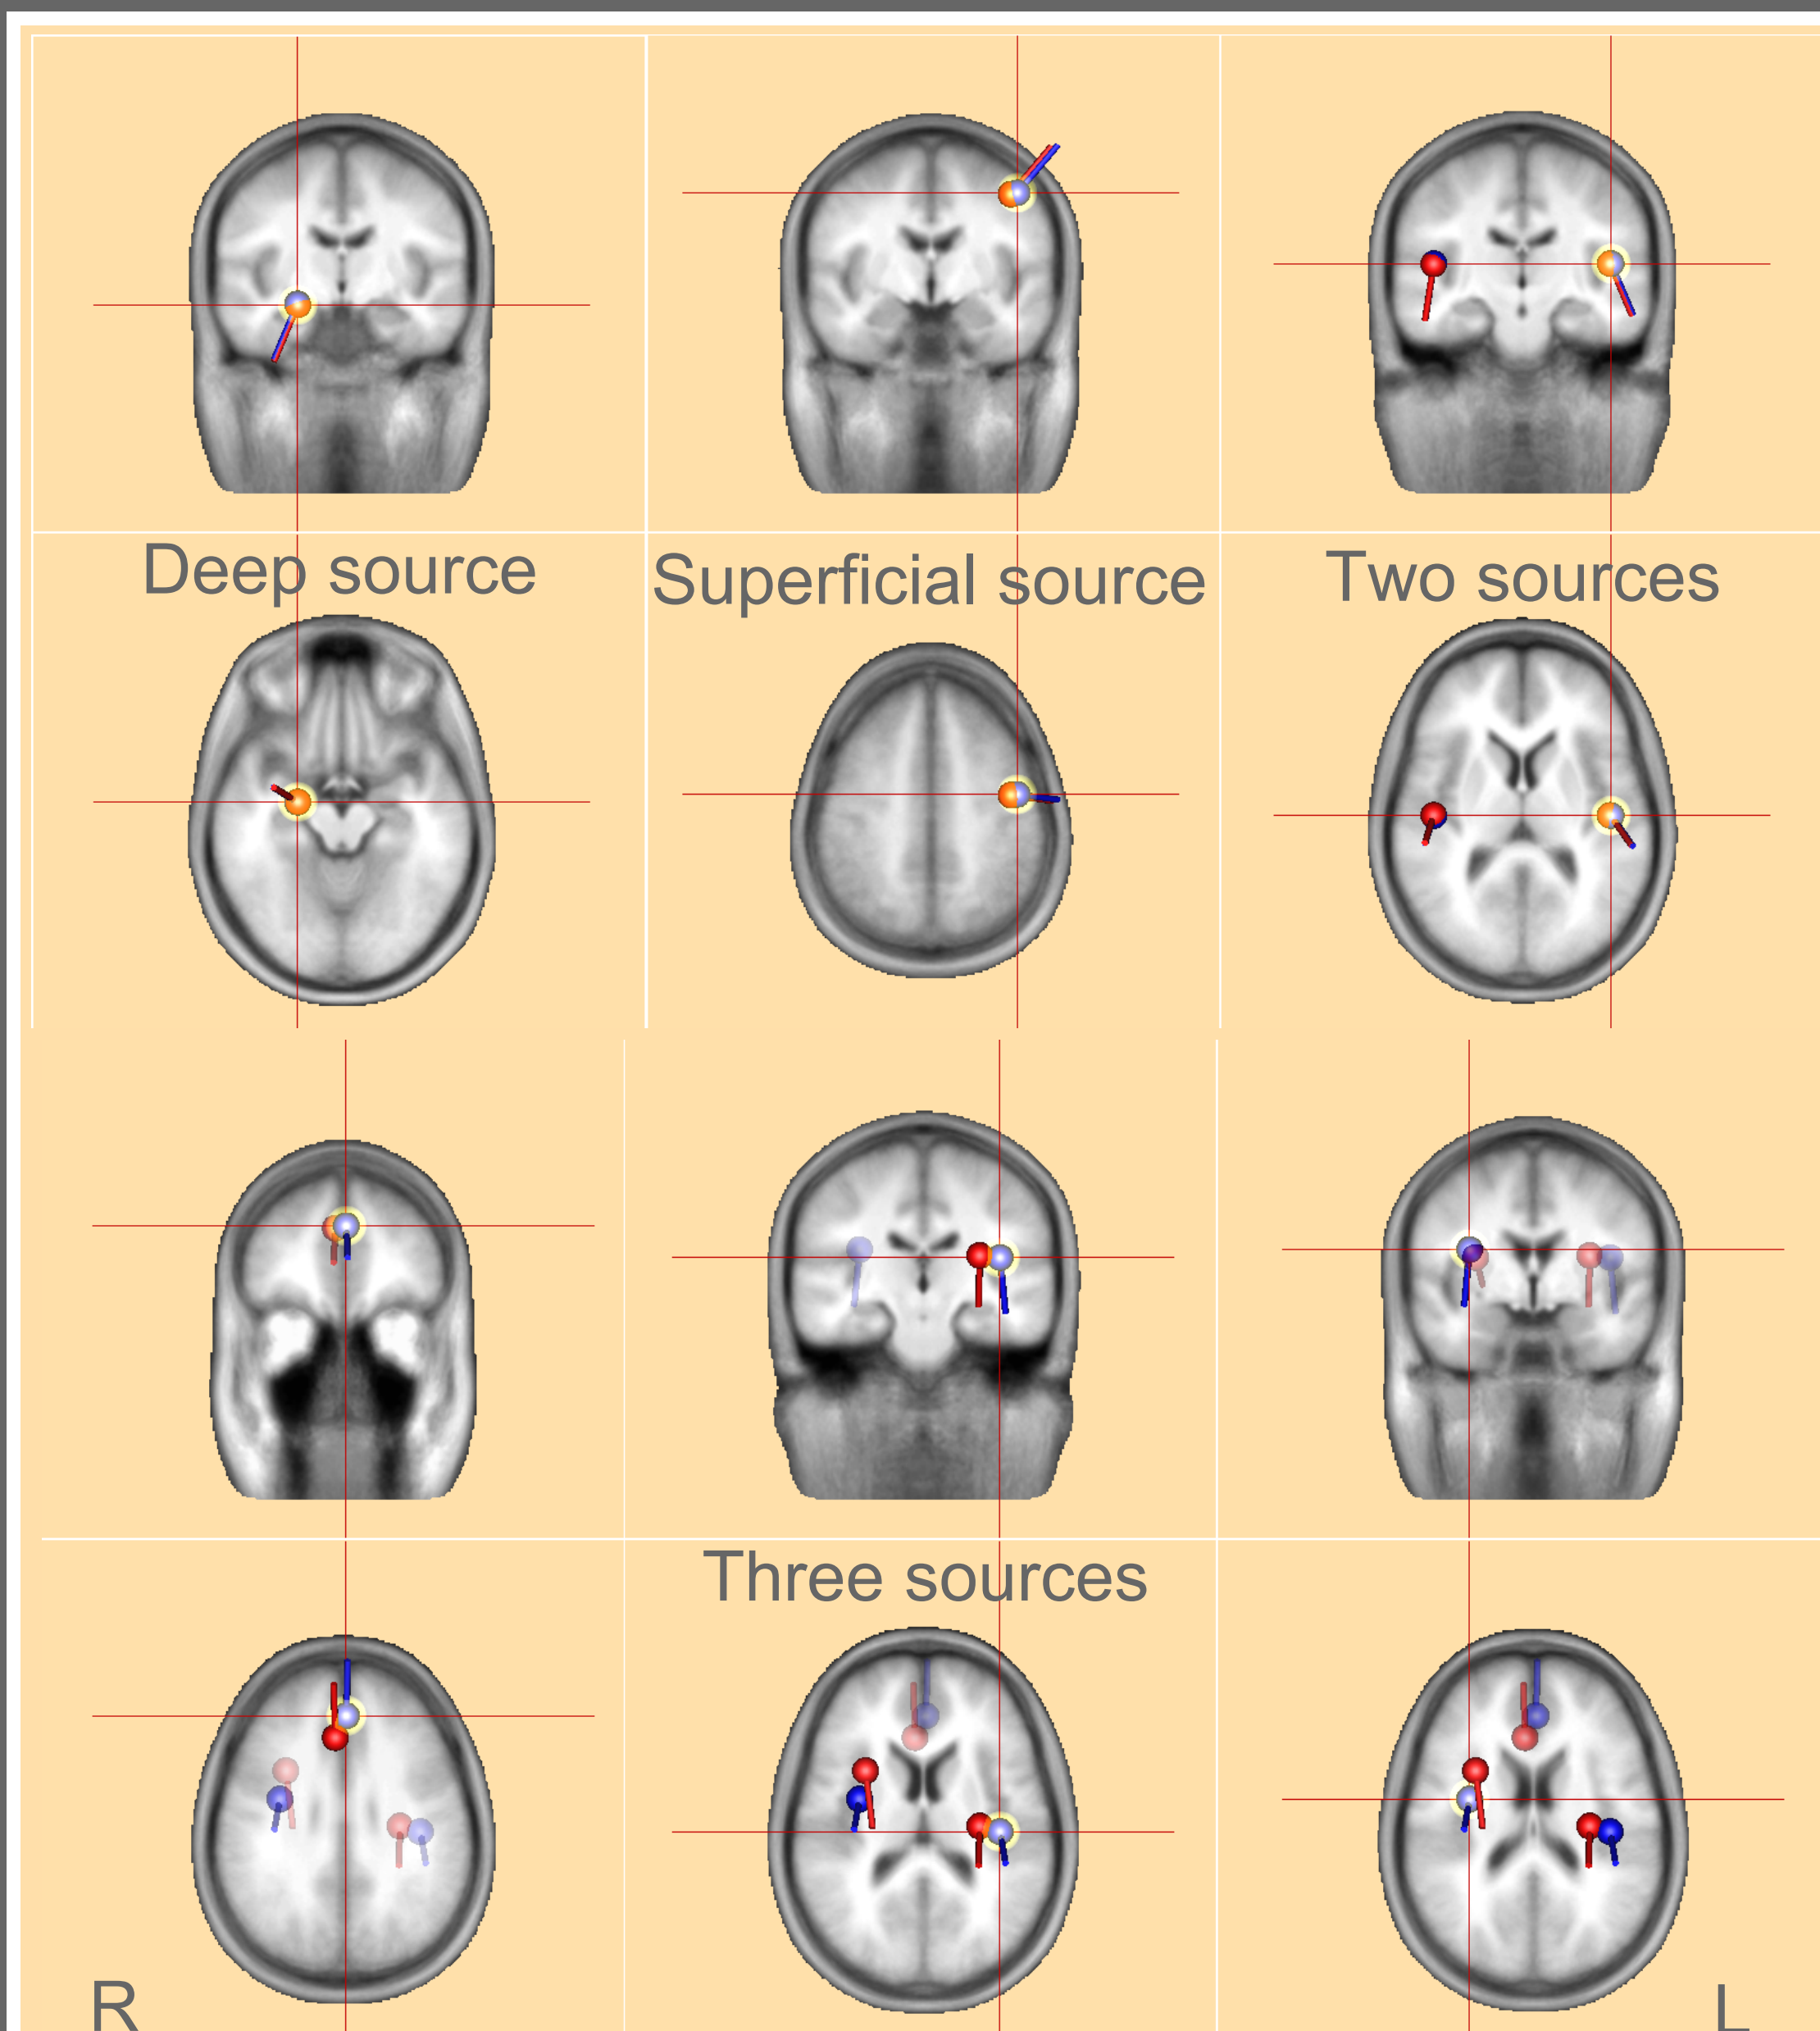 Deep source
Superficial source
Two sources
Three sources
R
L